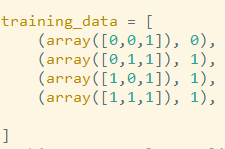 training_data = [
    (array([0,0,1]), 0),
    (array([0,1,1]), 1),
    (array([1,0,1]), 1),
    (array([1,1,1]), 1),
]